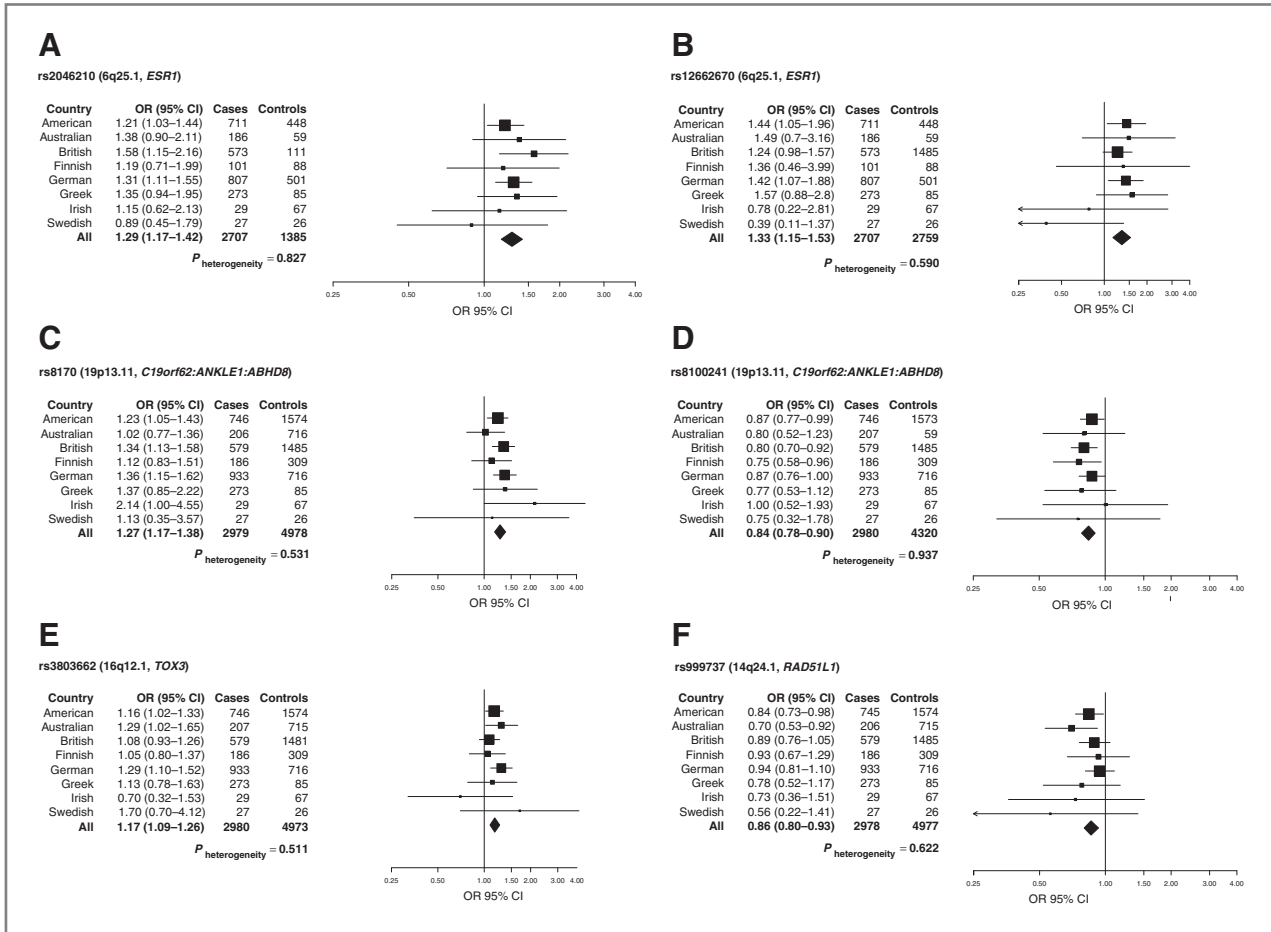 A
rs2046210 (6q25.1, ESR1)
Country OR (95% CI) Cases Controls
American 1.21 (1.03–1.44) 711 448
Australian 1.38 (0.90–2.11) 186 59
British 1.58 (1.15–2.16) 573 111
Finnish 1.19 (0.71–1.99) 101 88
German 1.31 (1.11–1.55) 807 501
Greek 1.35 (0.94–1.95) 273 85
Irish 1.15 (0.62–2.13) 29 67
Swedish 0.89 (0.45–1.79) 27 26
All 1.29 (1.17–1.42) 2707 1385
P heterogeneity = 0.827
0.25 0.50 1.00 1.50 2.00 3.00 4.00
OR 95% CI
B
rs12662670 (6q25.1, ESR1)
Country OR (95% CI) Cases Controls
American 1.44 (1.05–1.96) 711 448
Australian 1.49 (0.7–3.16) 186 59
British 1.24 (0.98–1.57) 573 1485
Finnish 1.36 (0.46–3.99) 101 88
German 1.42 (1.07–1.88) 807 501
Greek 1.57 (0.88–2.8) 273 85
Irish 0.78 (0.22–2.81) 29 67
Swedish 0.39 (0.11–1.37) 27 26
All 1.33 (1.15–1.53) 2707 2759
P heterogeneity = 0.590
0.25 0.50 1.00 1.50 2.00 3.00 4.00
OR 95% CI
C
rs8170 (19p13.11, C19orf62:ANKLE1:ABHD8)
Country OR (95% CI) Cases Controls
American 1.23 (1.05–1.43) 746 1574
Australian 1.02 (0.77–1.36) 206 716
British 1.34 (1.13–1.58) 579 1485
Finnish 1.12 (0.83–1.51) 186 309
German 1.36 (1.15–1.62) 933 716
Greek 1.37 (0.85–2.22) 273 85
Irish 2.14 (1.00–4.55) 29 67
Swedish 1.13 (0.35–3.57) 27 26
All 1.27 (1.17–1.38) 2979 4978
P heterogeneity = 0.531
0.25 0.50 1.00 1.50 2.00 3.00 4.00
OR 95% CI
D
rs8100241 (19p13.11, C19orf62:ANKLE1:ABHD8)
Country OR (95% CI) Cases Controls
American 0.87 (0.77–0.99) 746 1573
Australian 0.80 (0.52–1.23) 207 59
British 0.80 (0.70–0.92) 579 1485
Finnish 0.75 (0.58–0.96) 186 309
German 0.87 (0.76–1.00) 933 716
Greek 0.77 (0.53–1.12) 273 85
Irish 1.00 (0.52–1.93) 29 67
Swedish 0.75 (0.32–1.78) 27 26
All 0.84 (0.78–0.90) 2980 4320
P heterogeneity = 0.937
0.25 0.50 1.00 1.50 2.00 3.00 4.00
OR 95% CI
E
rs3803662 (16q12.1, TOX3)
Country OR (95% CI) Cases Controls
American 1.16 (1.02–1.33) 746 1574
Australian 1.29 (1.02–1.65) 207 715
British 1.08 (0.93–1.26) 579 1481
Finnish 1.05 (0.80–1.37) 186 309
German 1.29 (1.10–1.52) 933 716
Greek 1.13 (0.78–1.63) 273 85
Irish 0.70 (0.32–1.53) 29 67
Swedish 1.70 (0.70–4.12) 27 26
All 1.17 (1.09–1.26) 2980 4973
P heterogeneity = 0.511
0.25 0.50 1.00 1.50 2.00 3.00 4.00
OR 95% CI
F
rs999737 (14q24.1, RAD51L1)
Country OR (95% CI) Cases Controls
American 0.84 (0.73–0.98) 745 1574
Australian 0.70 (0.53–0.92) 206 715
British 0.89 (0.76–1.05) 579 1485
Finnish 0.93 (0.67–1.29) 186 309
German 0.94 (0.81–1.10) 933 716
Greek 0.78 (0.52–1.17) 273 85
Irish 0.73 (0.36–1.51) 29 67
Swedish 0.56 (0.22–1.41) 27 26
All 0.86 (0.80–0.93) 2978 4977
P heterogeneity = 0.622
0.25 0.50 1.00 1.50 2.00 3.00 4.00
OR 95% CI